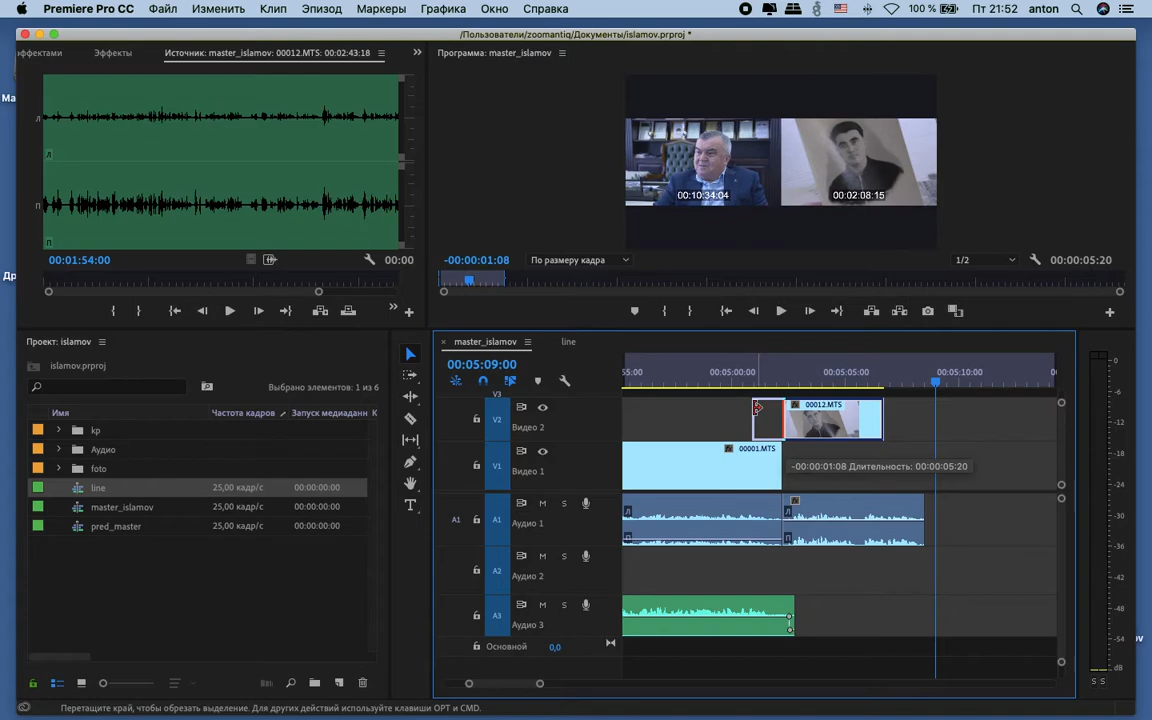 Premiere Pro CC Файл Изменить Клип Эпизод Маркеры Графика Окно Справка 100 % Пт 21:52 anton
/Пользователи/zoomantiq/Документы/islamov.prproj *
эффектами Эффекты Источник: master_islamov: 00012.MTS: 00:02:43:18
Программа: master_islamov
Л
Л
П
П
00:10:34:04
00:02:08:15
00:01:54:00
00:00
-00:00:01:08 По размеру кадра 1/2 00:00:05:20
Проект: islamov
islamov.prproj
Выбрано элементов: 1 из 6
Имя Частота кадров Запуск медиаданн
kp
Аудио
foto
line 25,00 кадр/с 00:00:00:00
master_islamov 25,00 кадр/с 00:00:00:00
pred_master 25,00 кадр/с 00:00:00:00
× master_islamov line
00:05:09:00
:55:00 00:05:00:00 00:05:05:00 00:05:10:00
V3
V2 Видео 2
00012.MTS
V1 Видео 1
00001.MTS
-00:00:01:08 Длительность: 00:00:05:20
A1 A1 M S Аудио 1
Л Л
П П
A2 M S Аудио 2
A3 M S Аудио 3
Основной 0,0
0
-6
-12
-18
-24
-30
-36
-42
-48
-54
dB
S S
Перетащите край, чтобы обрезать выделение. Для других действий используйте клавиши OPT и CMD.